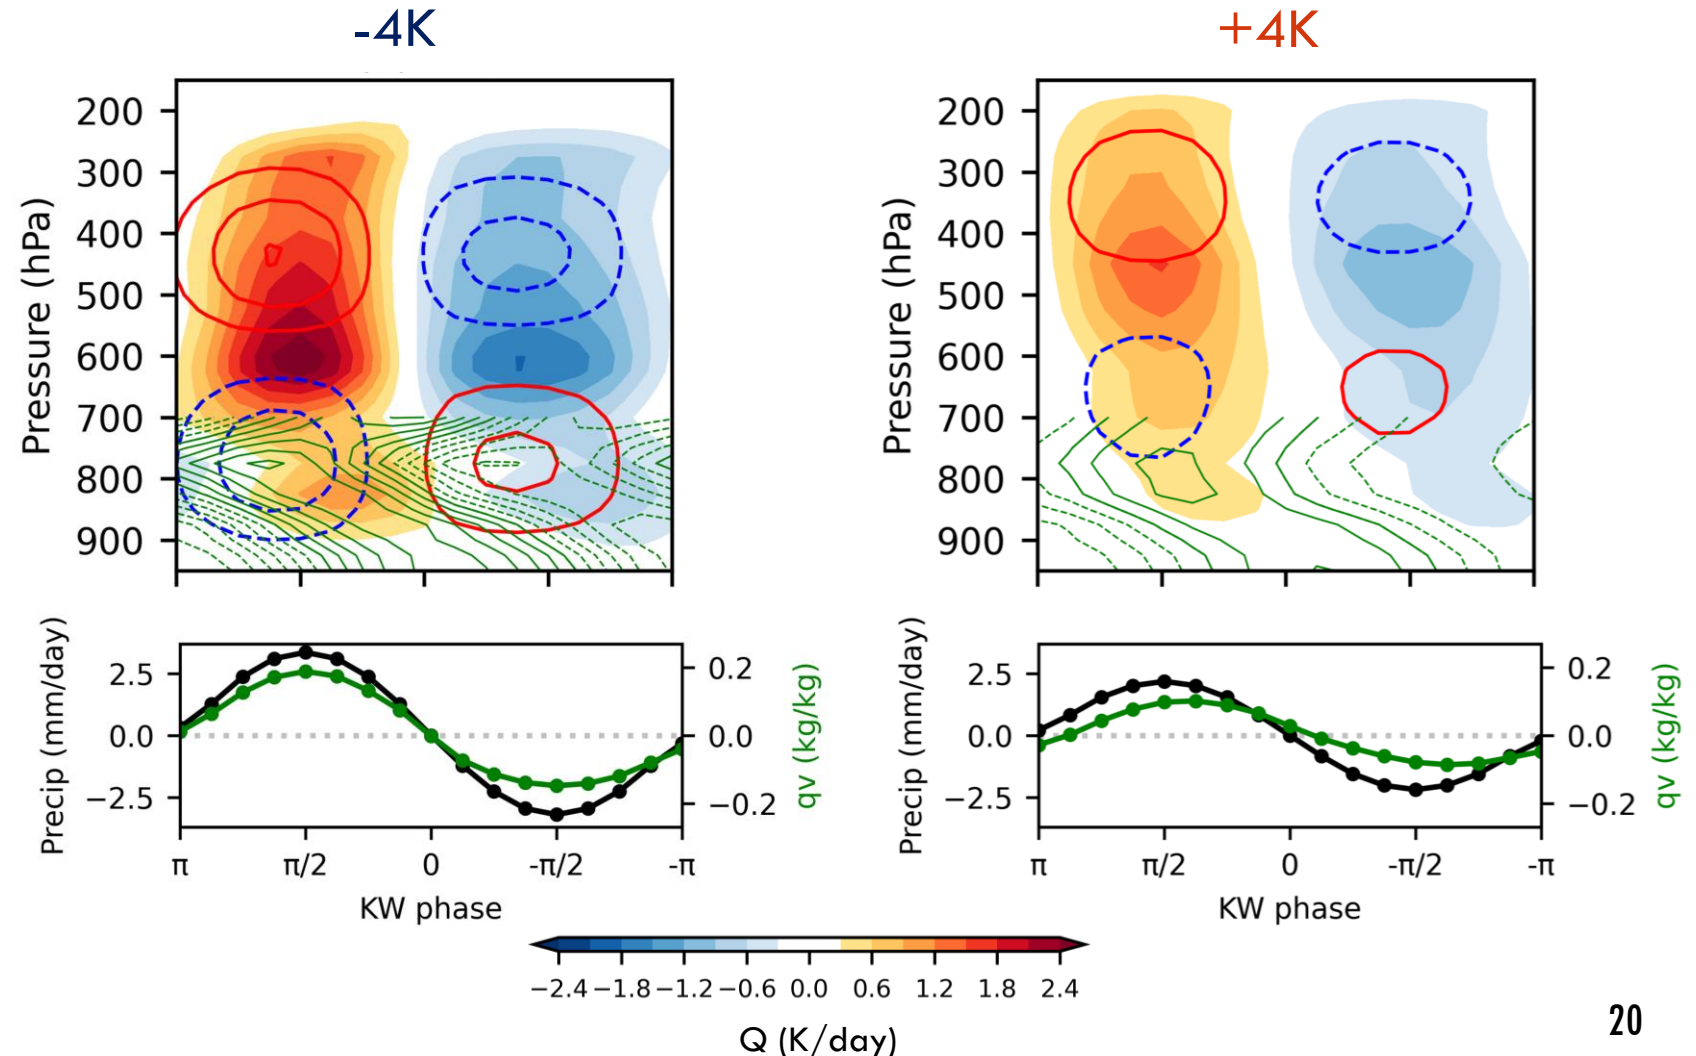 -4K
+4K
200
300
400
500
600
700
800
900
Pressure (hPa)
200
300
400
500
600
700
800
900
Pressure (hPa)
2.5
0.0
−2.5
Precip (mm/day)
0.2
0.0
−0.2
qv (kg/kg)
π π/2 0 -π/2 -π
KW phase
2.5
0.0
−2.5
Precip (mm/day)
0.2
0.0
−0.2
qv (kg/kg)
π π/2 0 -π/2 -π
KW phase
−2.4 −1.8 −1.2 −0.6 0.0 0.6 1.2 1.8 2.4
Q (K/day)
20